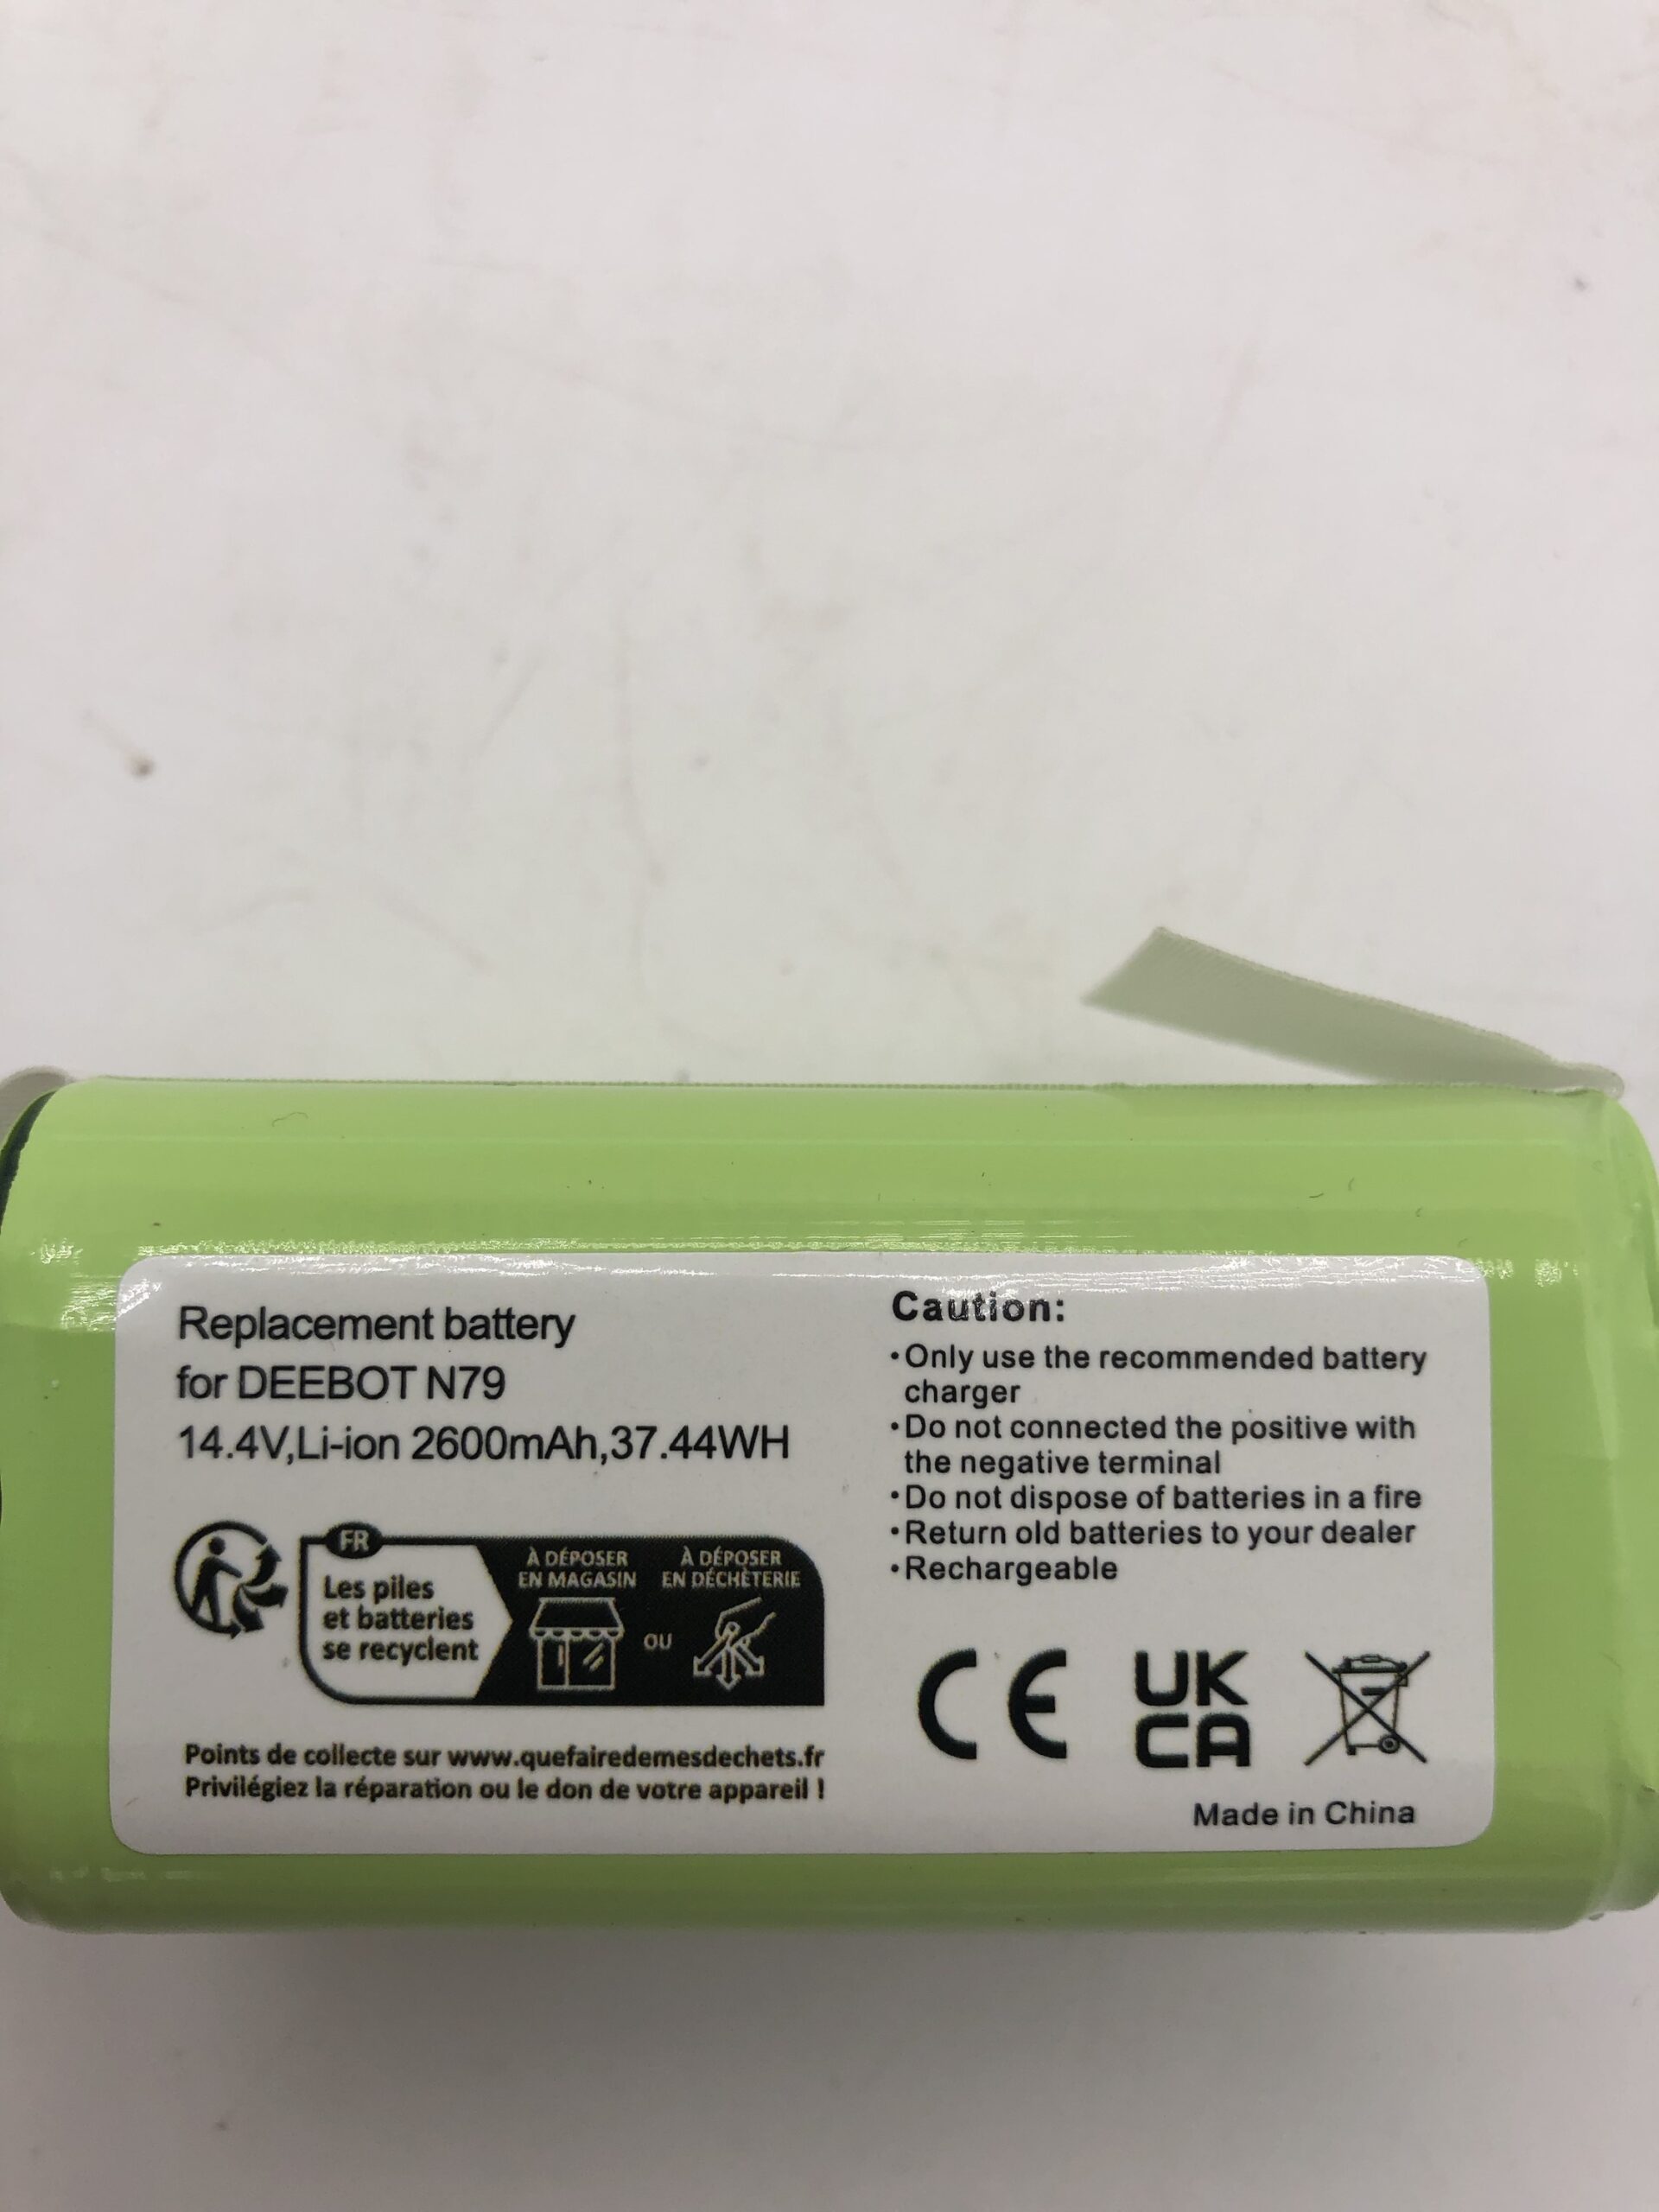 Replacement battery
for DEEBOT N79
14.4V,Li-ion 2600mAh,37.44WH
FR
Les piles
et batteries
se recyclent
À DÉPOSER
EN MAGASIN
OU
À DÉPOSER
EN DÉCHÈTERIE
Points de collecte sur www.quefairedemesdechets.fr
Privilégiez la réparation ou le don de votre appareil !
Caution:
•Only use the recommended battery
charger
•Do not connected the positive with
the negative terminal
•Do not dispose of batteries in a fire
•Return old batteries to your dealer
•Rechargeable
CE
UK
CA
Made in China